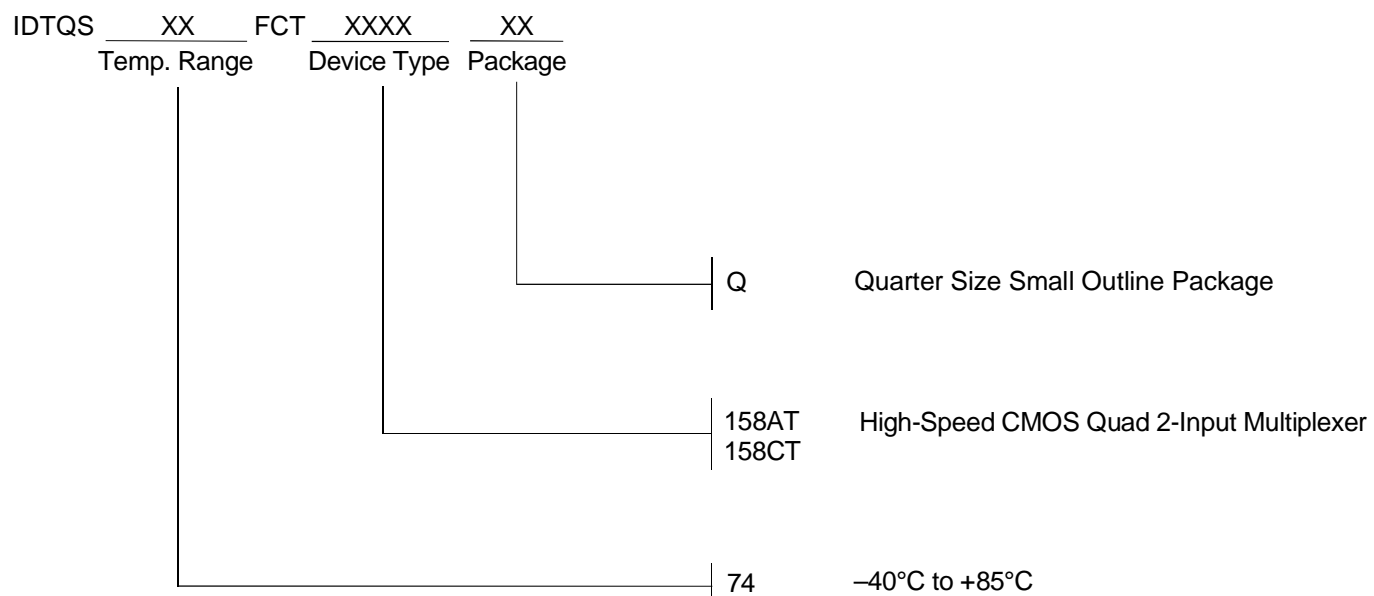 IDTQS XX FCT XXXX XX
Temp. Range Device Type Package
Q Quarter Size Small Outline Package
158AT High-Speed CMOS Quad 2-Input Multiplexer
158CT
74 –40°C to +85°C